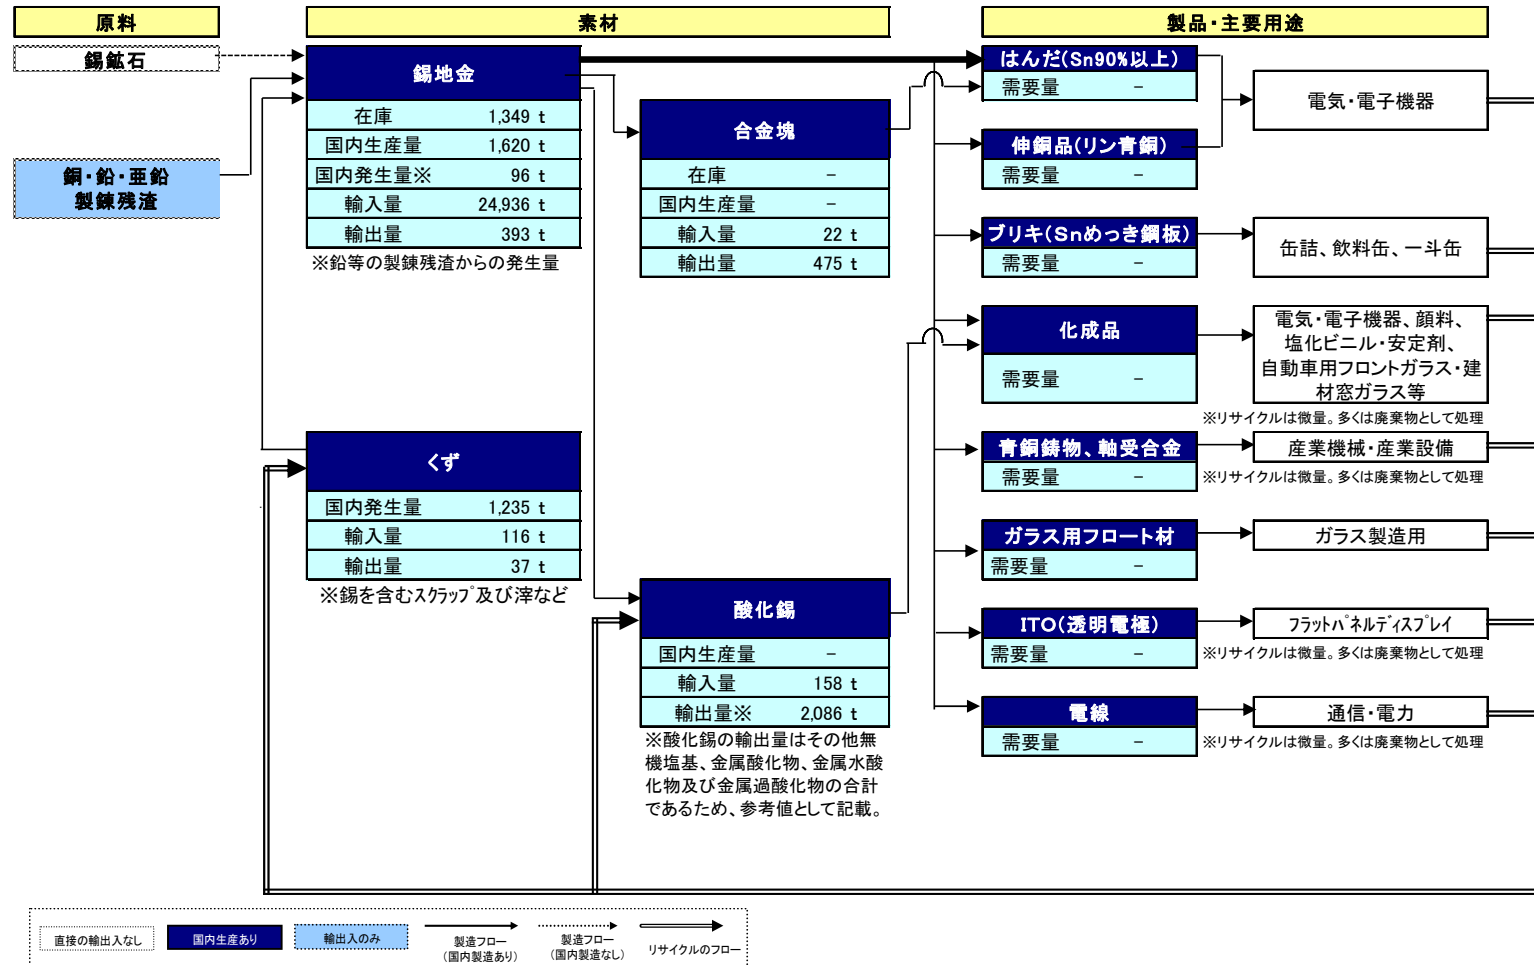 原料
素材
製品・主要用途
錫鉱石
銅・鉛・亜鉛
製錬残渣
錫地金
在庫 1,349 t
国内生産量 1,620 t
国内発生量※ 96 t
輸入量 24,936 t
輸出量 393 t
※鉛等の製錬残渣からの発生量
くず
国内発生量 1,235 t
輸入量 116 t
輸出量 37 t
※錫を含むスクラップ及び滓など
合金塊
在庫 －
国内生産量 －
輸入量 22 t
輸出量 475 t
酸化錫
国内生産量 －
輸入量 158 t
輸出量※ 2,086 t
※酸化錫の輸出量はその他無
機塩基、金属酸化物、金属水酸
化物及び金属過酸化物の合計
であるため、参考値として記載。
はんだ(Sn90%以上)
需要量 －
伸銅品(リン青銅)
需要量 －
電気・電子機器
ブリキ(Snめっき鋼板)
需要量 －
缶詰、飲料缶、一斗缶
化成品
需要量 －
電気・電子機器、顔料、
塩化ビニル・安定剤、
自動車用フロントガラス・建
材窓ガラス等
※リサイクルは微量。多くは廃棄物として処理
青銅鋳物、軸受合金
需要量 －
産業機械・産業設備
※リサイクルは微量。多くは廃棄物として処理
ガラス用フロート材
需要量 －
ガラス製造用
ITO(透明電極)
需要量 －
フラットパネルディスプレイ
※リサイクルは微量。多くは廃棄物として処理
電線
需要量 －
通信・電力
※リサイクルは微量。多くは廃棄物として処理
直接の輸出入なし
国内生産あり
輸出入のみ
製造フロー
(国内製造あり)
製造フロー
(国内製造なし)
リサイクルのフロー